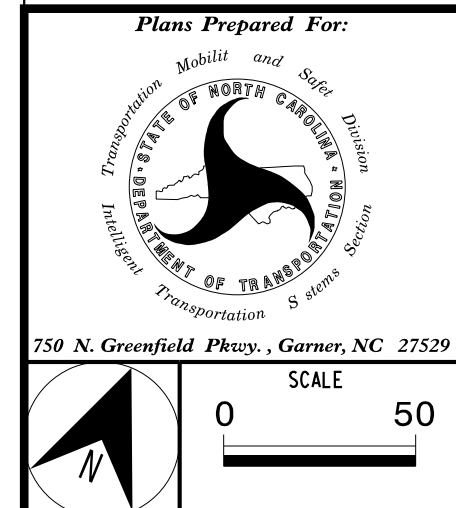 Plans Prepared For:
Transportation Mobilit and Safet Division
STATE OF NORTH CAROLINA
DEPARTMENT OF TRANSPORTATION
Intelligent Transportation S stems Section
750 N. Greenfield Pkwy. , Garner, NC 27529
N
SCALE
0 50